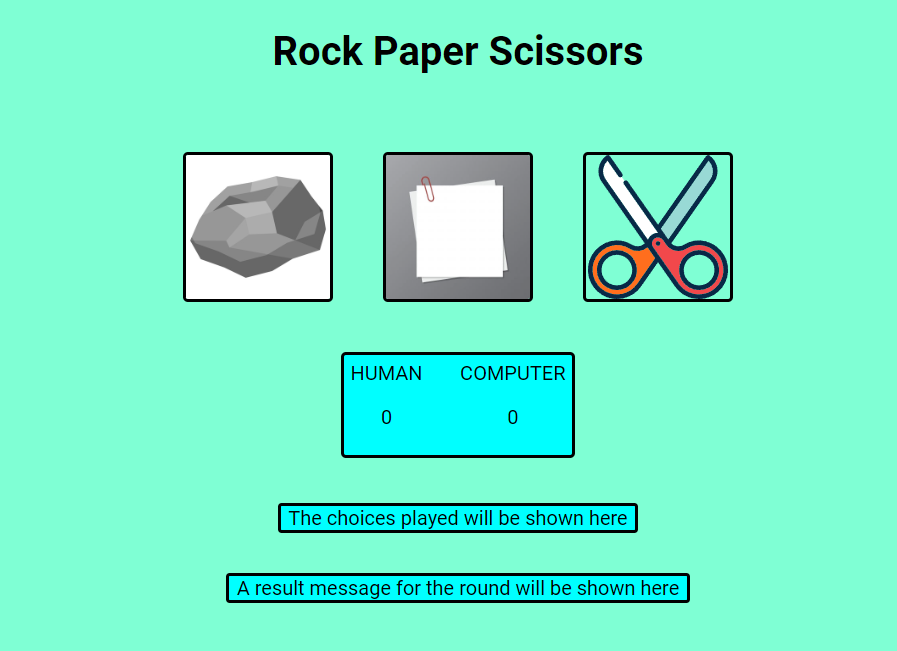 Rock Paper Scissors
HUMAN COMPUTER
0 0
The choices played will be shown here
A result message for the round will be shown here